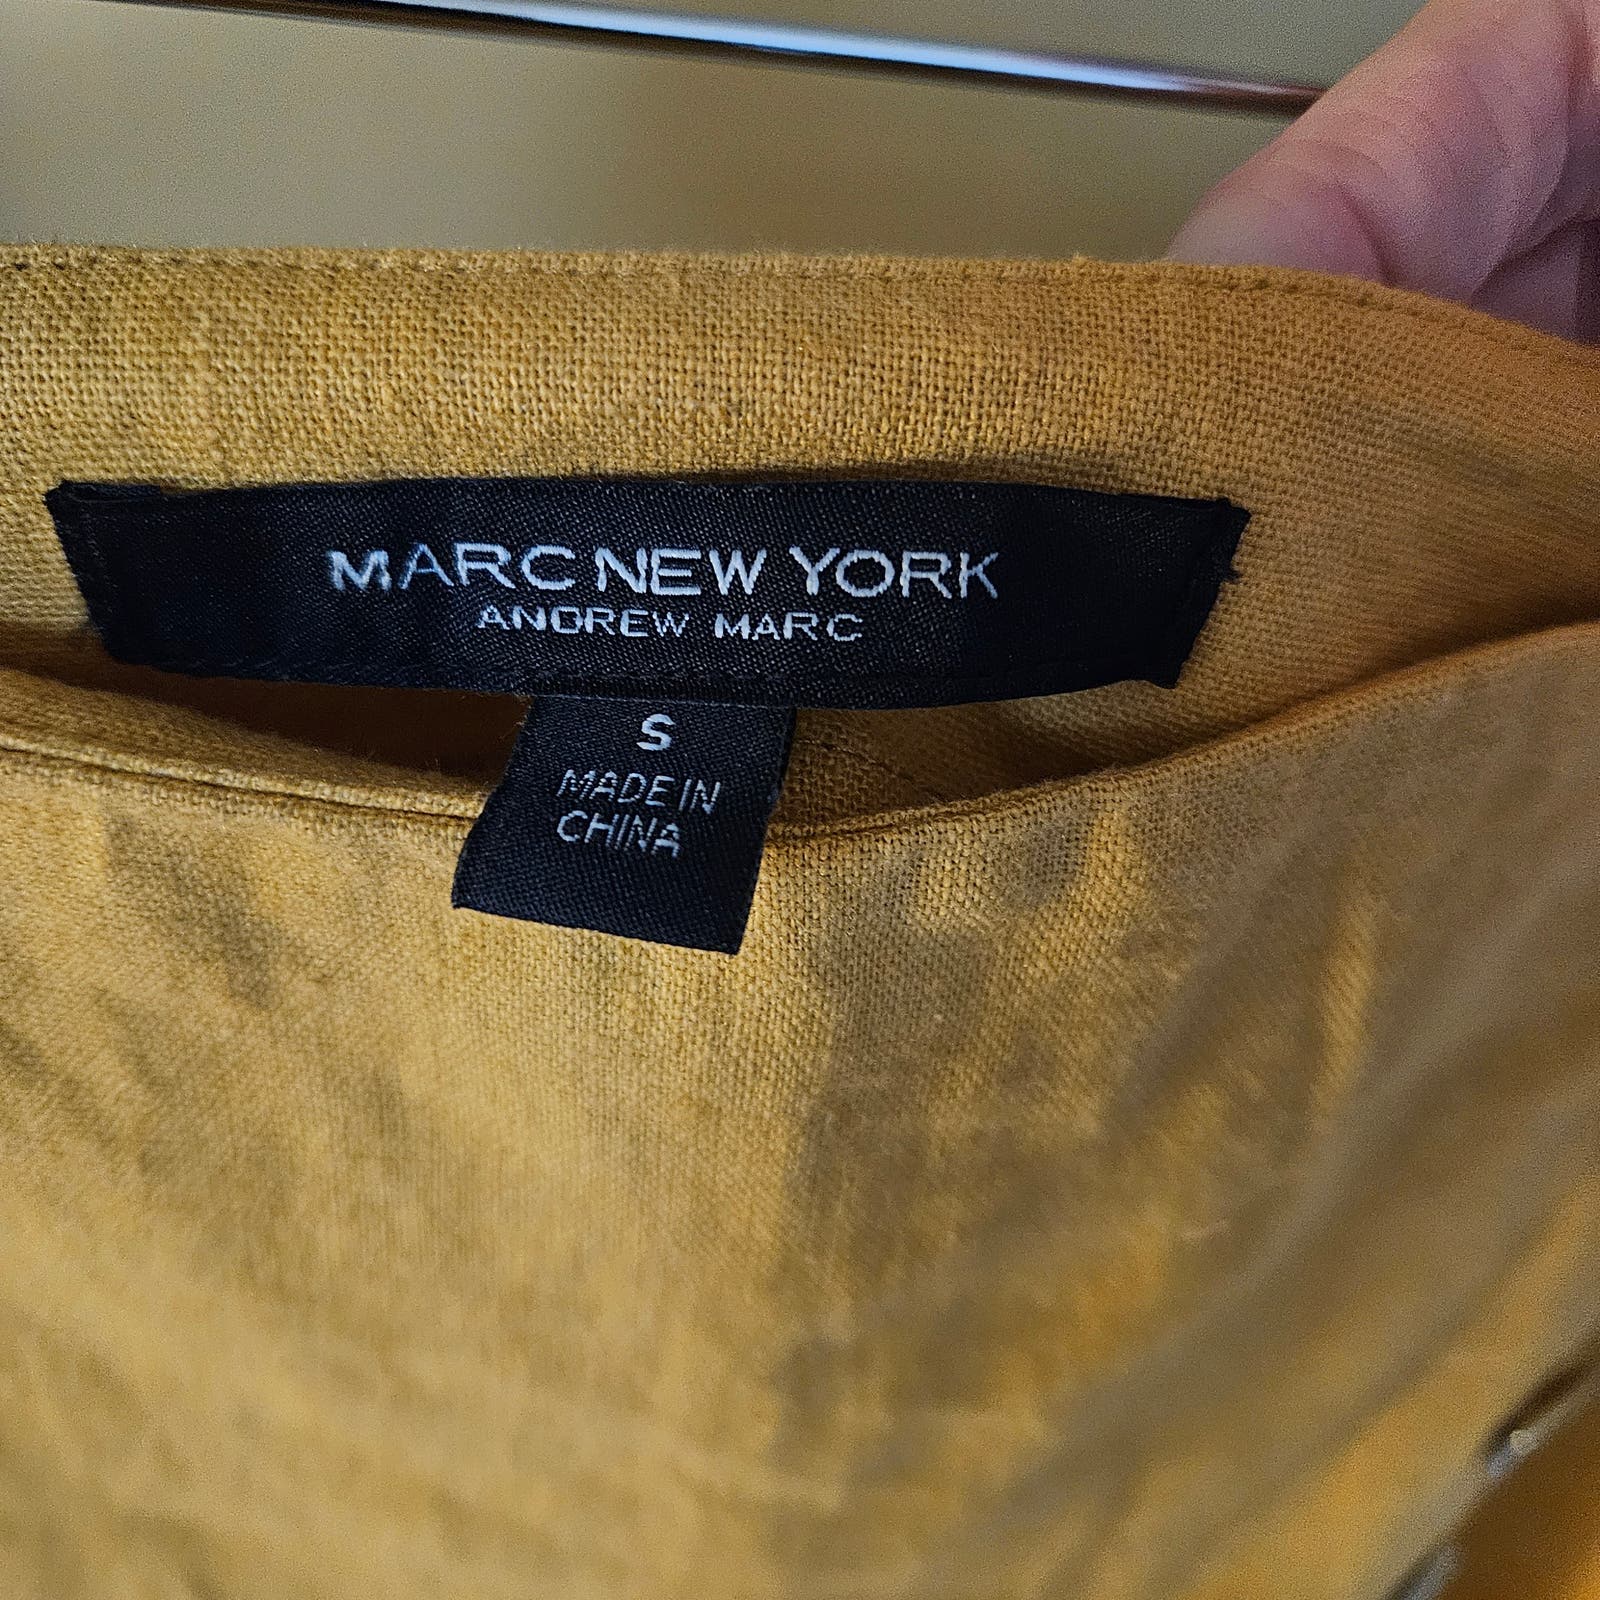 MARC NEW YORK
ANDREW MARC
S
MADE IN
CHINA